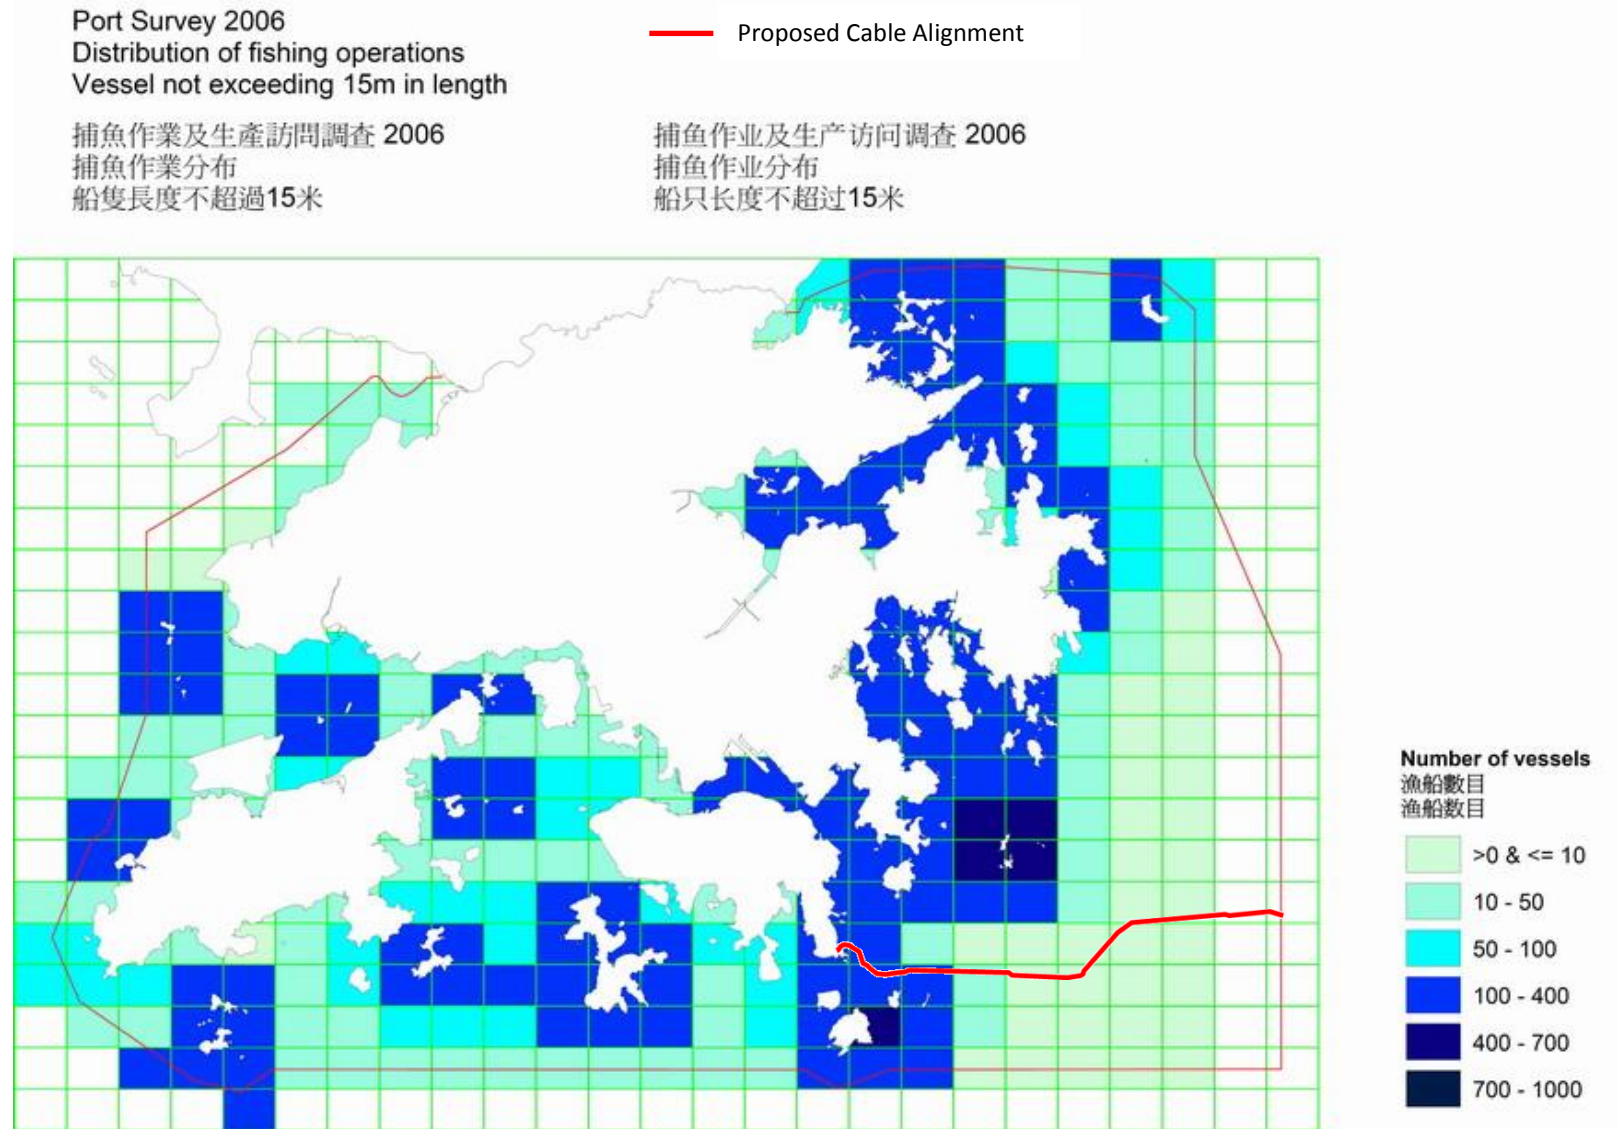 Port Survey 2006
Distribution of fishing operations
Vessel not exceeding 15m in length
Proposed Cable Alignment
捕魚作業及生產訪問調查 2006
捕魚作業分布
船隻長度不超過15米
捕鱼作业及生产访问调查 2006
捕鱼作业分布
船只长度不超过15米
Number of vessels
漁船數目
渔船数目
>0 & <= 10
10 - 50
50 - 100
100 - 400
400 - 700
700 - 1000